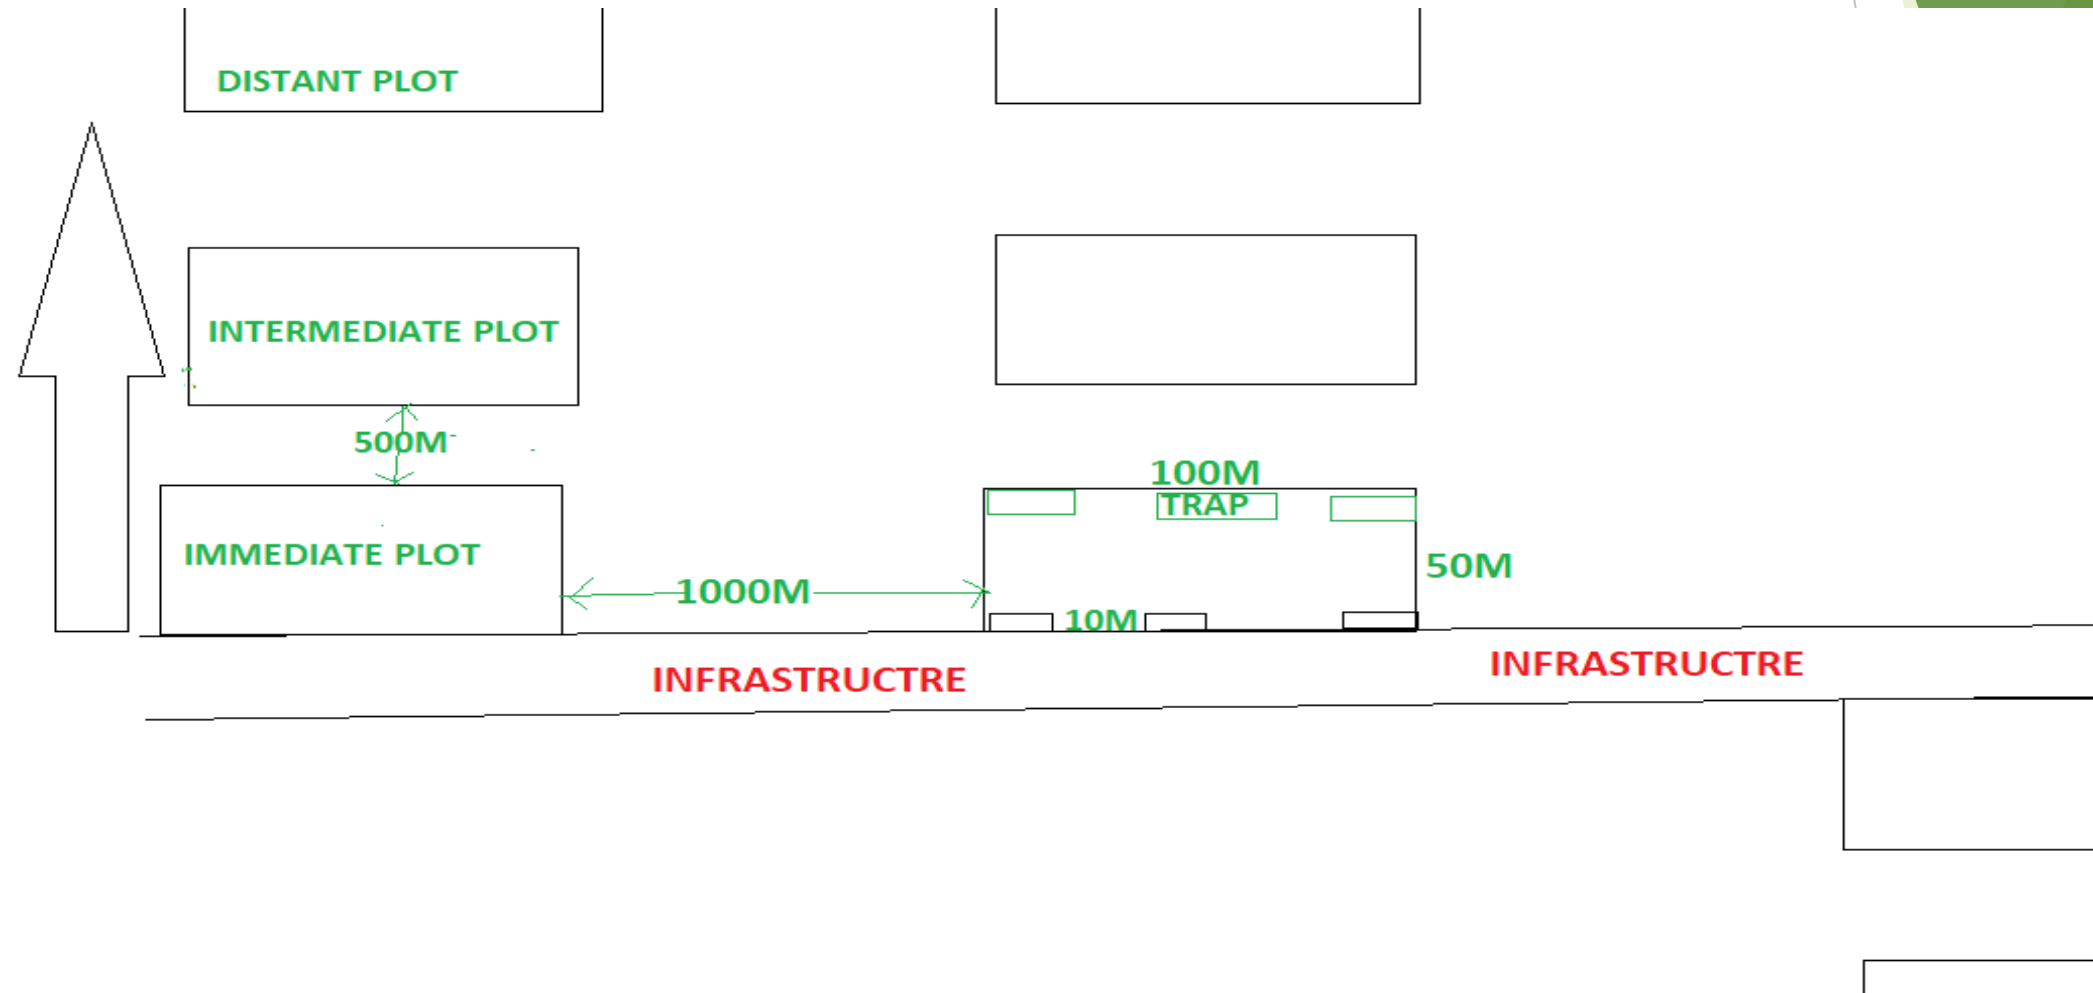 DISTANT PLOT
INTERMEDIATE PLOT
500M
100M
TRAP
IMMEDIATE PLOT
50M
1000M
10M
INFRASTRUCTRE
INFRASTRUCTRE